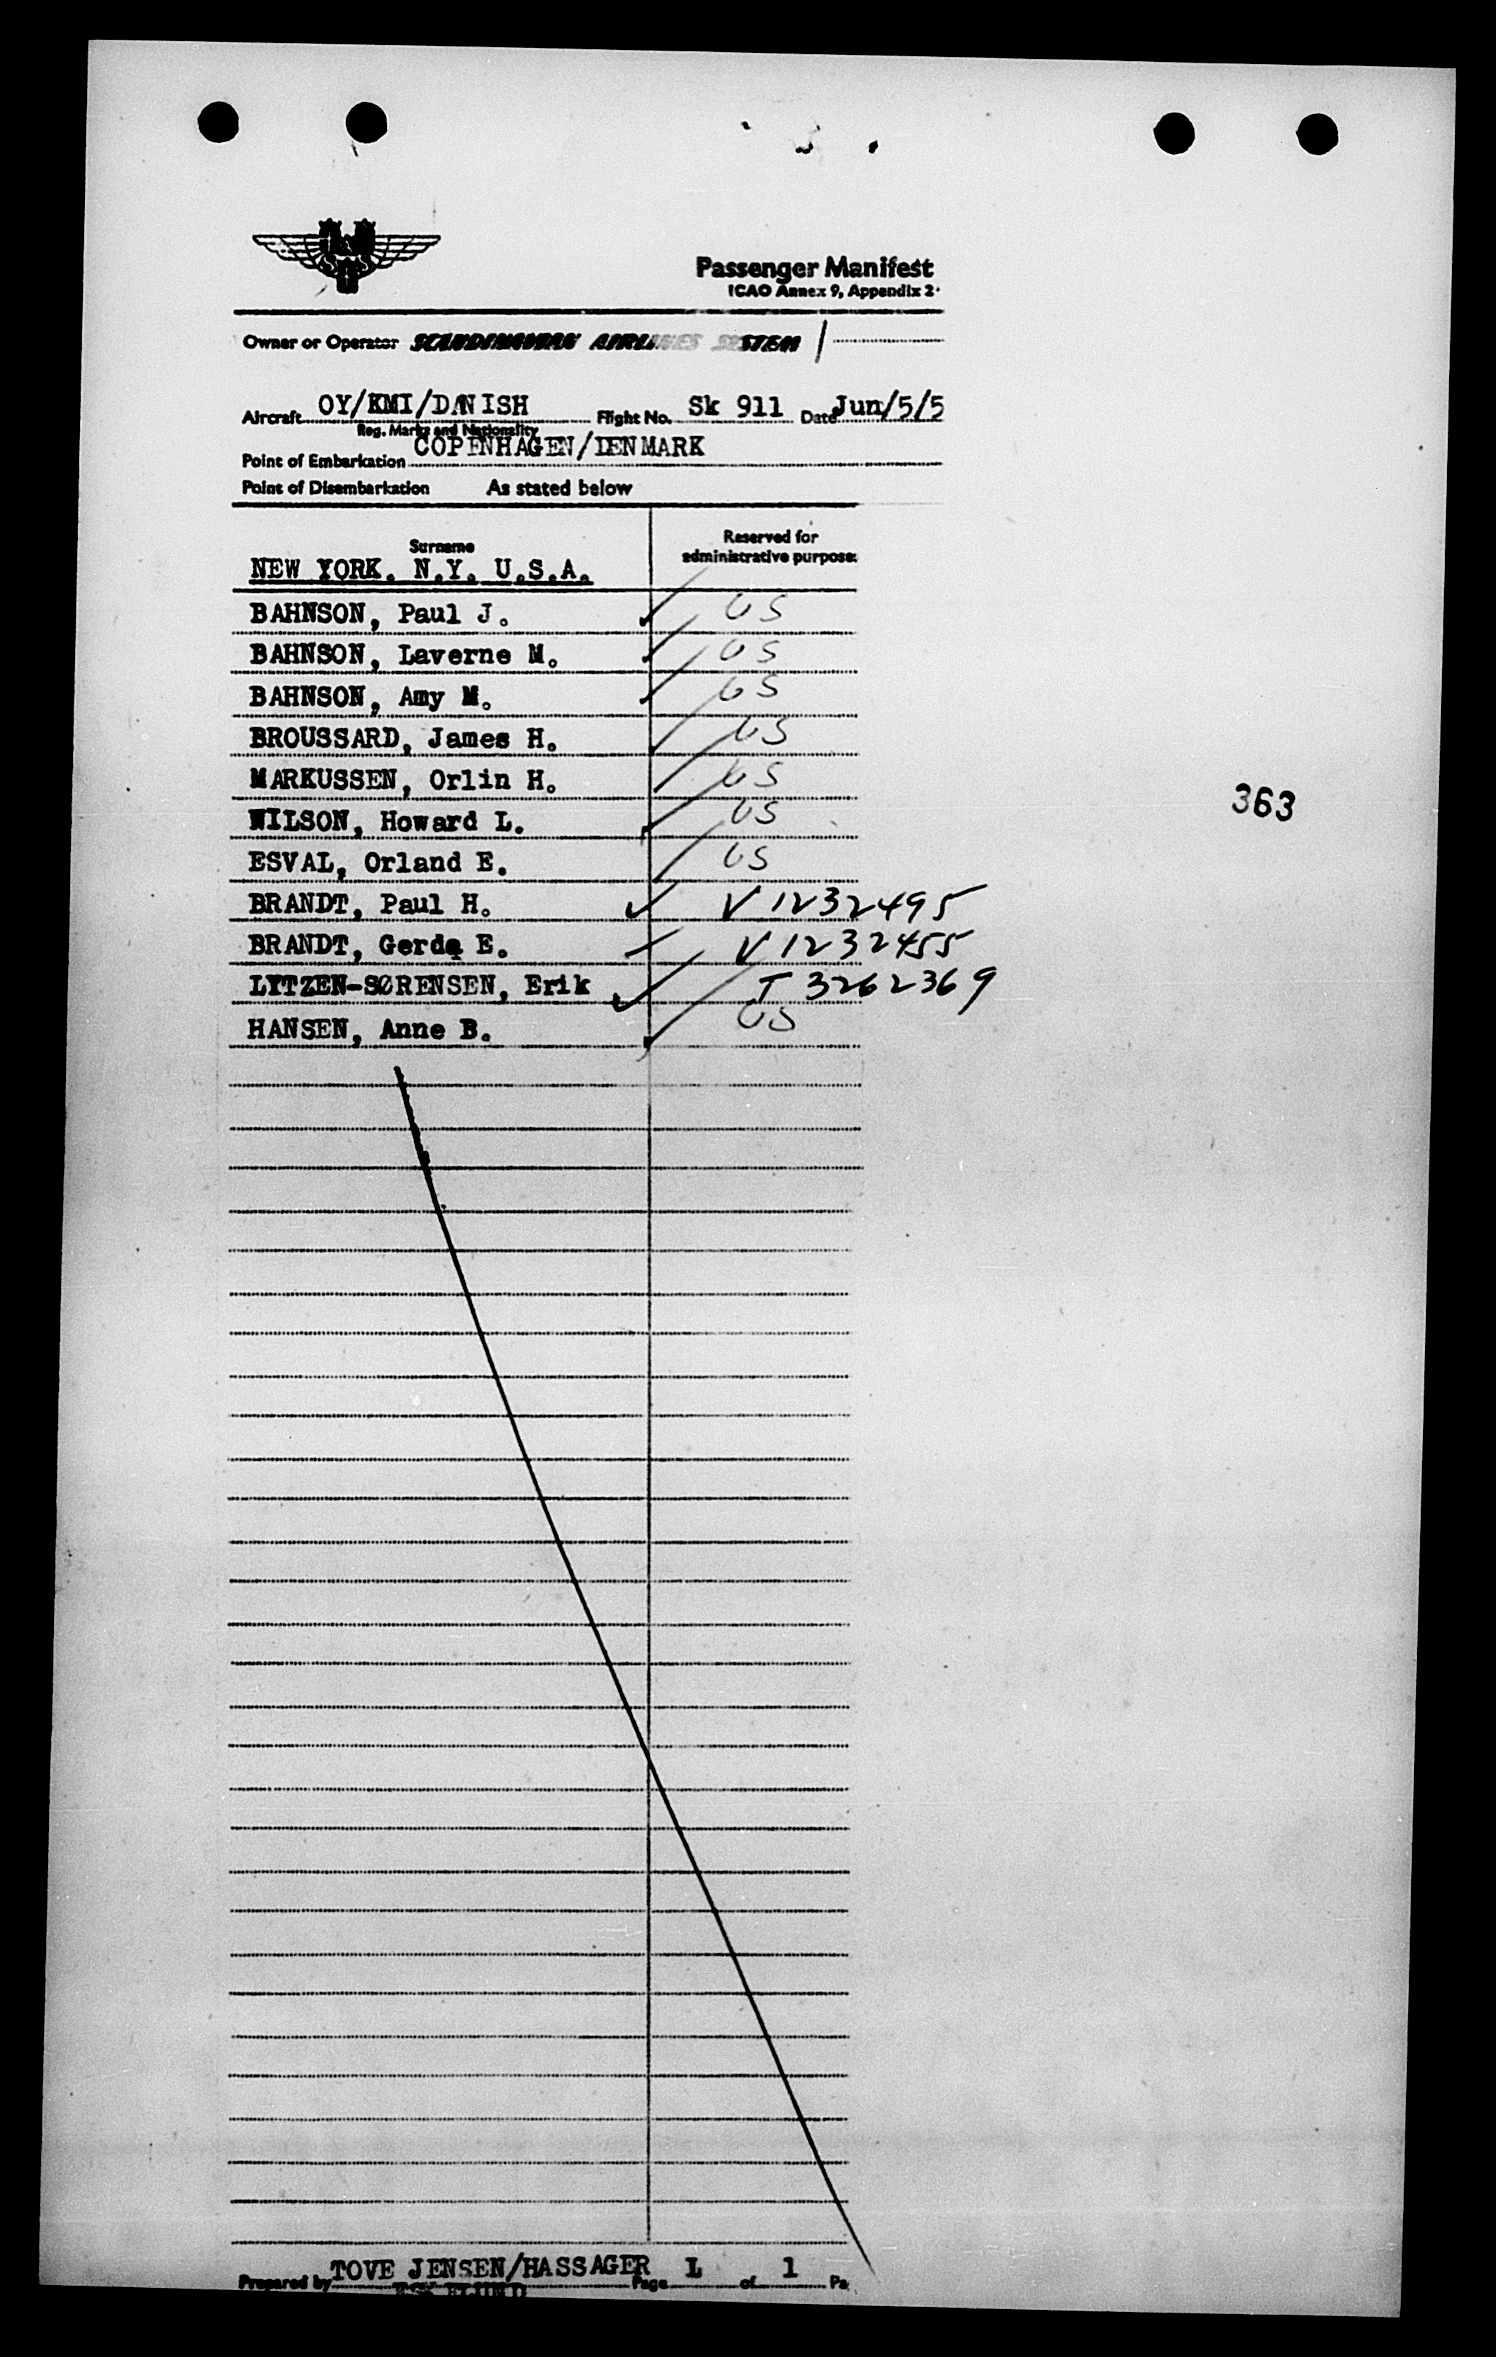 Passenger Manifest
ICAO Annex 9, Appendix 2
Owner or Operator SCANDINAVIAN AIRLINES SYSTEM
Aircraft OY/KMI/DANISH Flight No. Sk 911 Date Jun/5/5
Reg. Marks and Nationality
Point of Embarkation COPENHAGEN/DENMARK
Point of Disembarkation As stated below
Surname Reserved for administrative purpose
NEW YORK. N.Y. U.S.A.
BAHNSON, Paul J. US
BAHNSON, Laverne M. US
BAHNSON, Amy M. US
BROUSSARD, James H. US
MARKUSSEN, Orlin H. US
363
WILSON, Howard L. US
ESVAL, Orland E. US
BRANDT, Paul H. V 1232495
BRANDT, Gerda E. V 1232455
LYTZEN-SØRENSEN, Erik T 3262369
HANSEN, Anne B. US
Prepared by TOVE JENSEN/HASSAGER Page 1 of 1 Pa